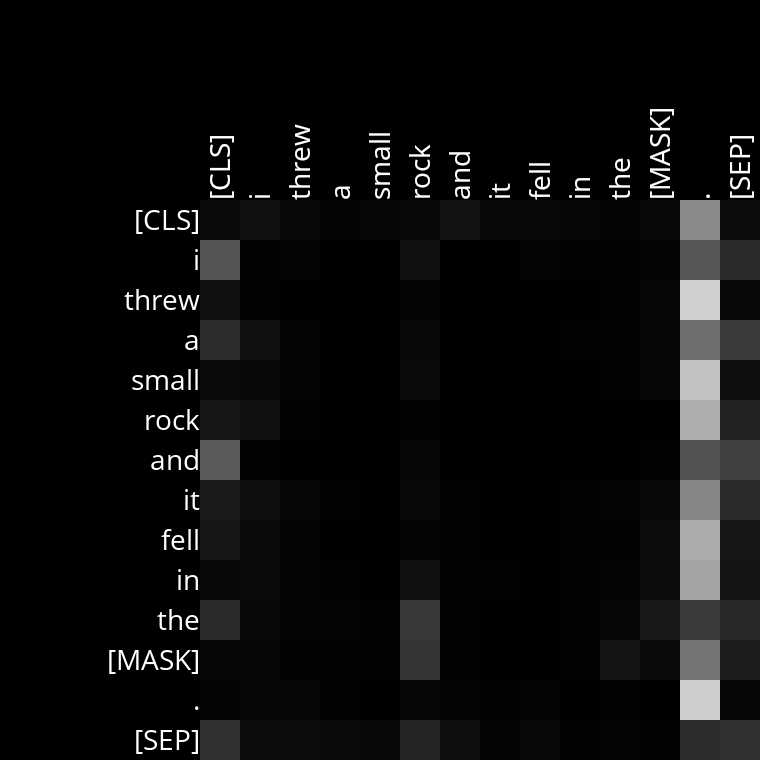 [CLS] i threw a small rock and it fell in the [MASK] . [SEP]
[CLS]
i
threw
a
small
rock
and
it
fell
in
the
[MASK]
.
[SEP]